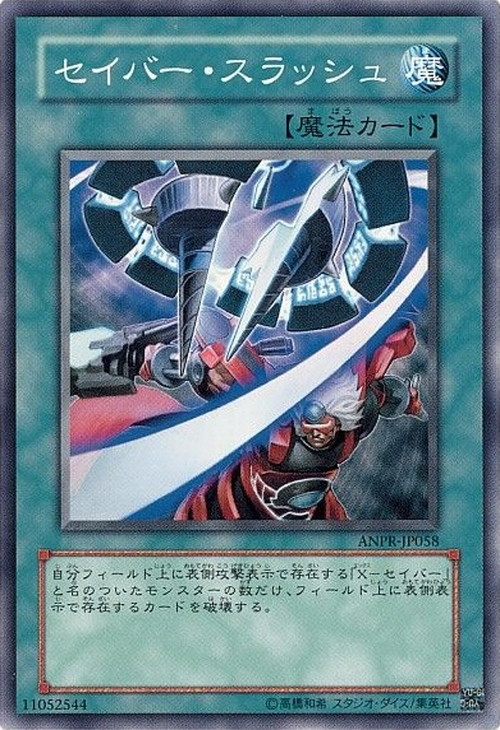 セイバー・スラッシュ 魔
【魔法カード】
ANPR-JP058
自分フィールド上に表側攻撃表示で存在する「X－セイバー」
と名のついたモンスターの数だけ、フィールド上に表側表
示で存在するカードを破壊する。
11052544 ©高橋和希 スタジオ・ダイス/集英社